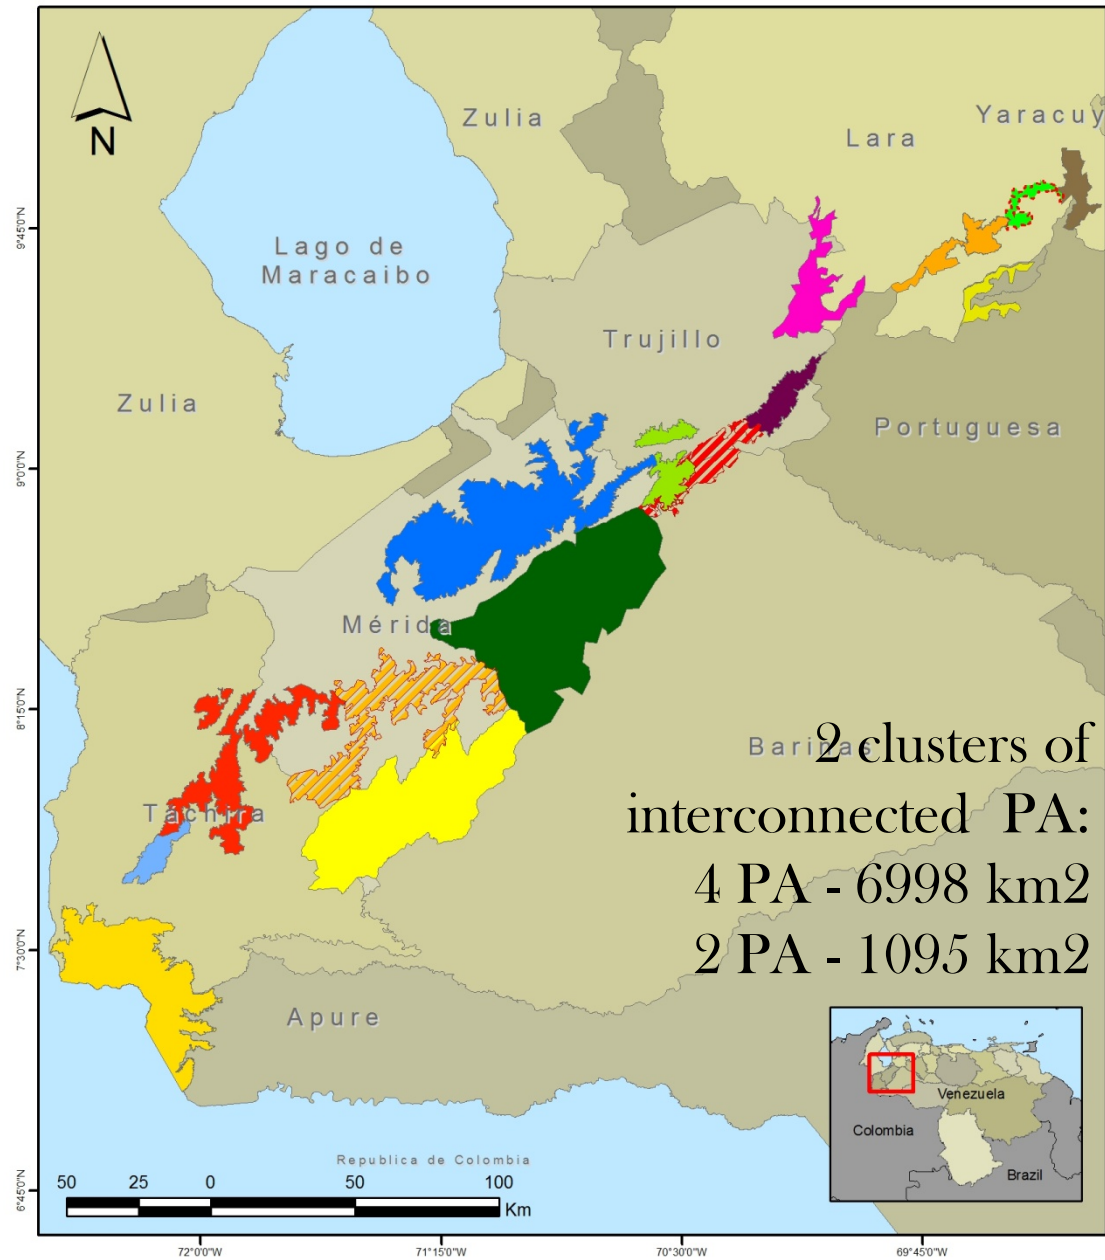 N
Zulia
Yaracuy
Lara
Lago de
Maracaibo
Trujillo
Zulia
Portuguesa
Mérida
Barinas
2 clusters of
interconnected PA:
4 PA - 6998 km2
2 PA - 1095 km2
Táchira
Apure
Republica de Colombia
50 25 0 50 100
Km
Venezuela
Colombia
Brazil
9°45'0"N
9°0'0"N
8°15'0"N
7°30'0"N
6°45'0"N
72°0'0"W 71°15'0"W 70°30'0"W 69°45'0"W